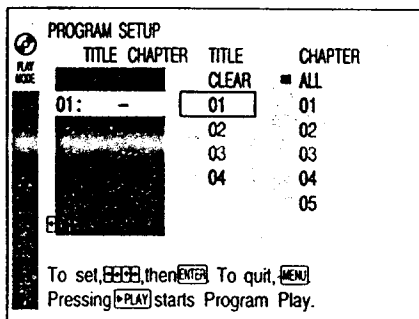 PROGRAM SETUP
PLAY MODE
TITLE CHAPTER TITLE CHAPTER
CLEAR ALL
01: – 01 01
02 02
03 03
04 04
05
To set, , then ENTER. To quit, MENU.
Pressing ▶PLAY starts Program Play.